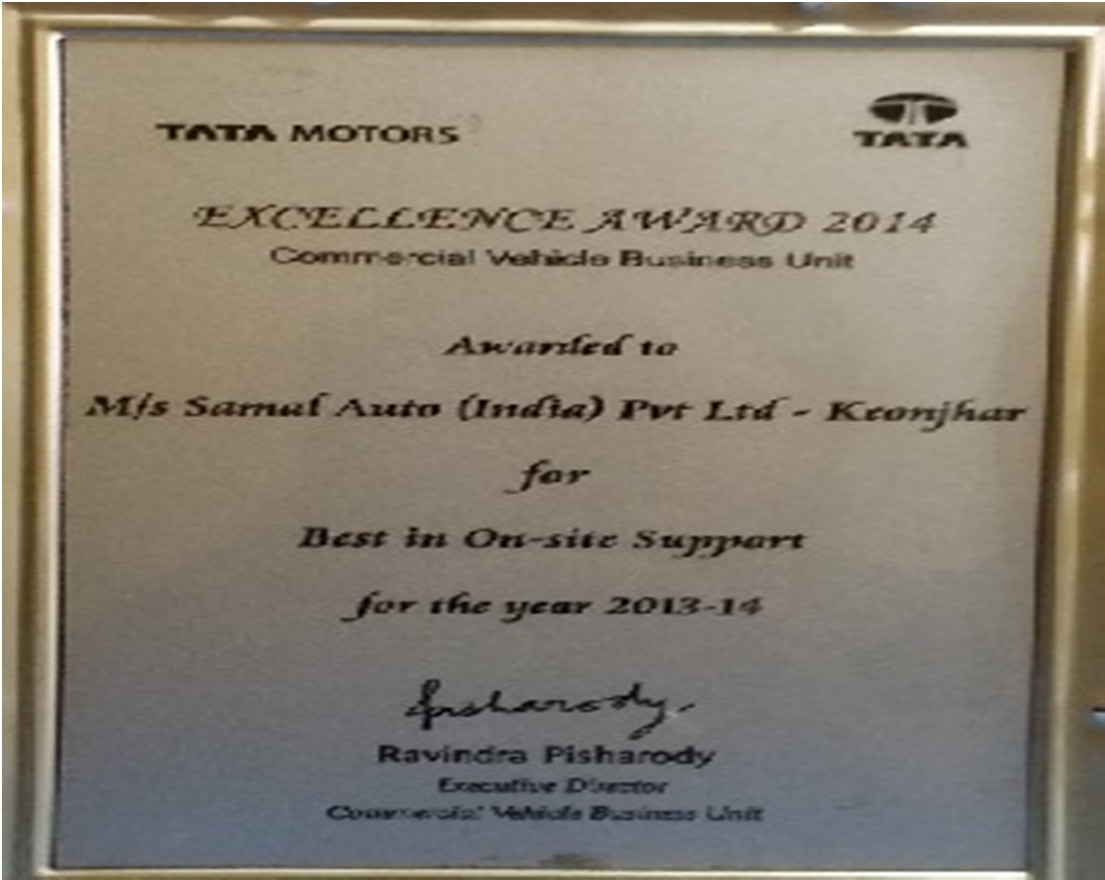 TATA MOTORS
TATA
EXCELLENCE AWARD 2014
Commercial Vehicle Business Unit
Awarded to
M/s Samal Auto (India) Pvt Ltd - Keonjhar
for
Best in On-site Support
for the year 2013-14
Pisharody
Ravindra Pisharody
Executive Director
Commercial Vehicle Business Unit